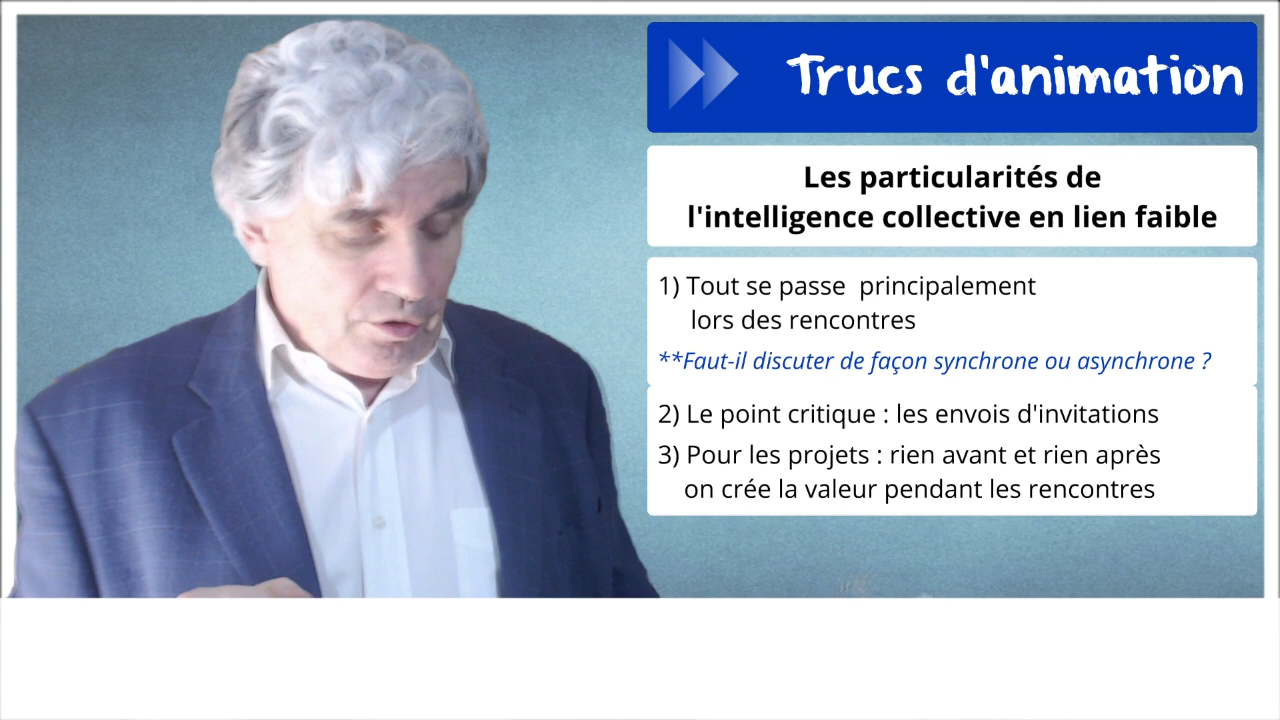 Trucs d'animation
Les particularités de
l'intelligence collective en lien faible
1) Tout se passe  principalement
lors des rencontres
**Faut-il discuter de façon synchrone ou asynchrone ?
2) Le point critique : les envois d'invitations
3) Pour les projets : rien avant et rien après
on crée la valeur pendant les rencontres